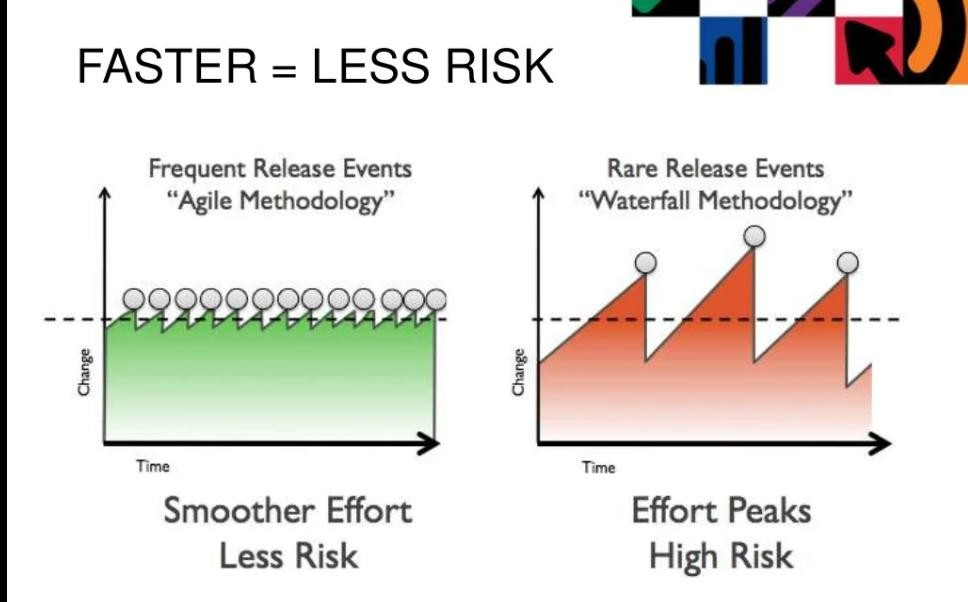 FASTER = LESS RISK
Frequent Release Events
“Agile Methodology”
Change
Time
Smoother Effort
Less Risk
Rare Release Events
“Waterfall Methodology”
Change
Time
Effort Peaks
High Risk